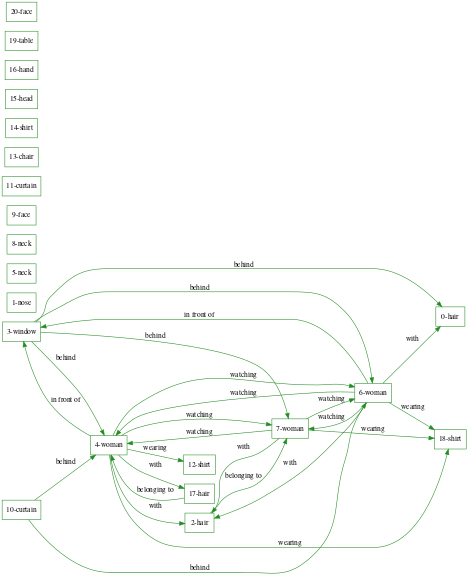 20-face
19-table
16-hand
15-head
14-shirt
13-chair
11-curtain
9-face
8-neck
5-neck
1-nose
behind
behind
in front of
0-hair
3-window
behind
with
behind
watching
watching
6-woman
in front of
watching
watching
wearing
watching
7-woman
wearing
watching
18-shirt
4-woman
wearing
with
behind
with
12-shirt
with
belonging to
belonging to
17-hair
with
10-curtain
2-hair
wearing
behind